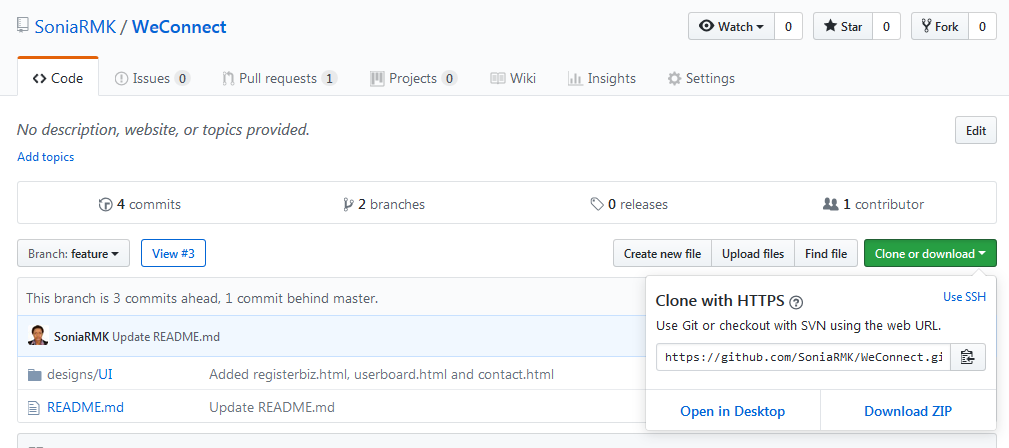 SoniaRMK / WeConnect
Watch 0 Star 0 Fork 0
Code Issues 0 Pull requests 1 Projects 0 Wiki Insights Settings
No description, website, or topics provided.
Edit
Add topics
4 commits 2 branches 0 releases 1 contributor
Branch: feature View #3 Create new file Upload files Find file Clone or download
This branch is 3 commits ahead, 1 commit behind master.
Clone with HTTPS ? Use SSH
Use Git or checkout with SVN using the web URL.
SoniaRMK Update README.md
https://github.com/SoniaRMK/WeConnect.gi
designs/UI Added registerbiz.html, userboard.html and contact.html
README.md Update README.md
Open in Desktop Download ZIP